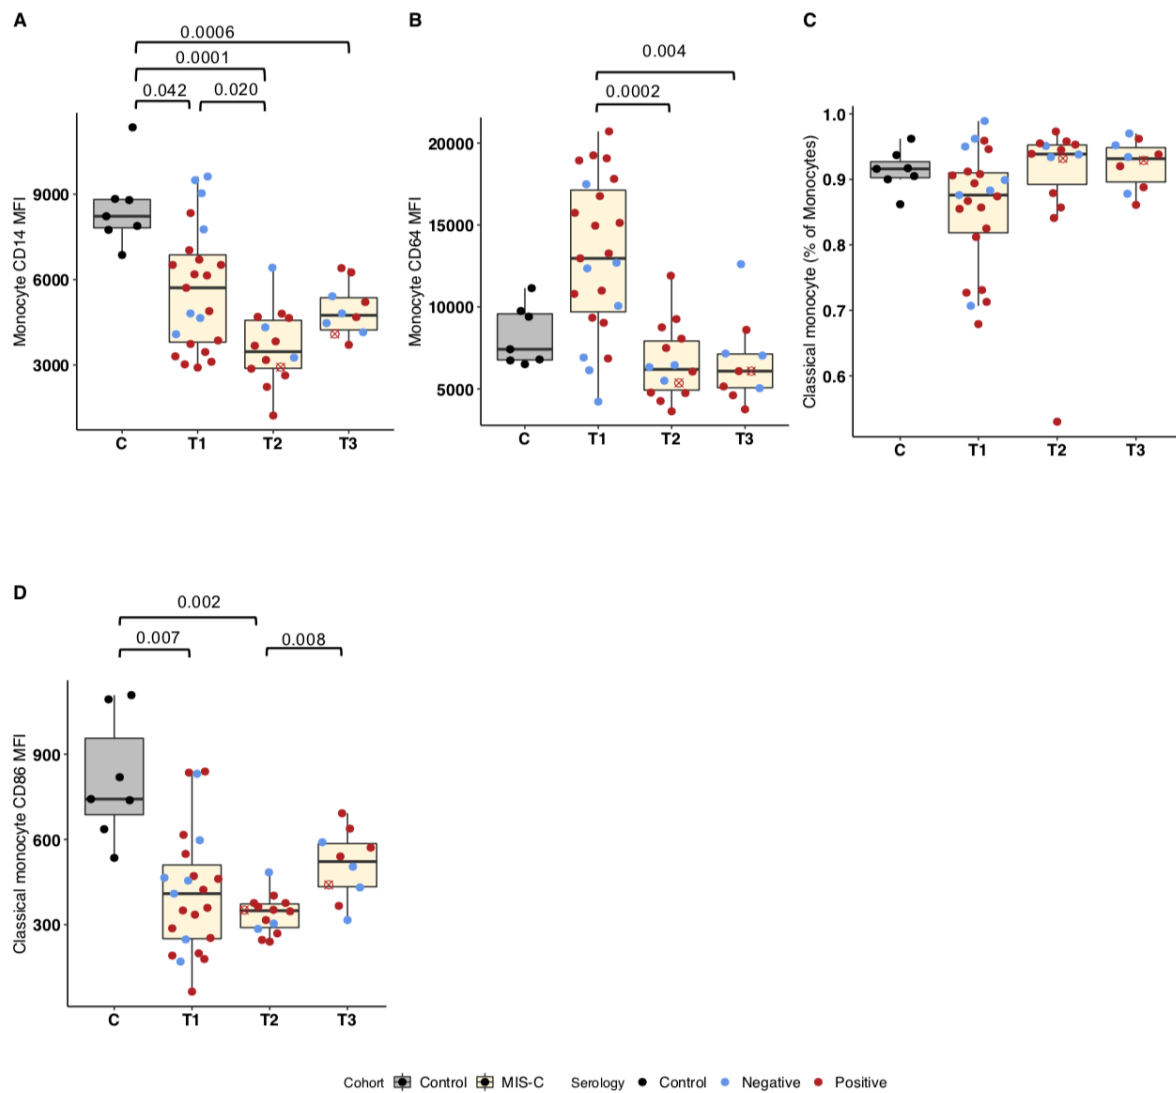 A
0.0006
0.0001
0.042 0.020
Monocyte CD14 MFI
9000
6000
3000
C T1 T2 T3
B
0.004
0.0002
Monocyte CD64 MFI
20000
15000
10000
5000
C T1 T2 T3
C
Classical monocyte (% of Monocytes)
1.0
0.9
0.8
0.7
0.6
C T1 T2 T3
D
0.002
0.007 0.008
Classical monocyte CD86 MFI
900
600
300
C T1 T2 T3
Cohort Control MIS-C Serology Control Negative Positive